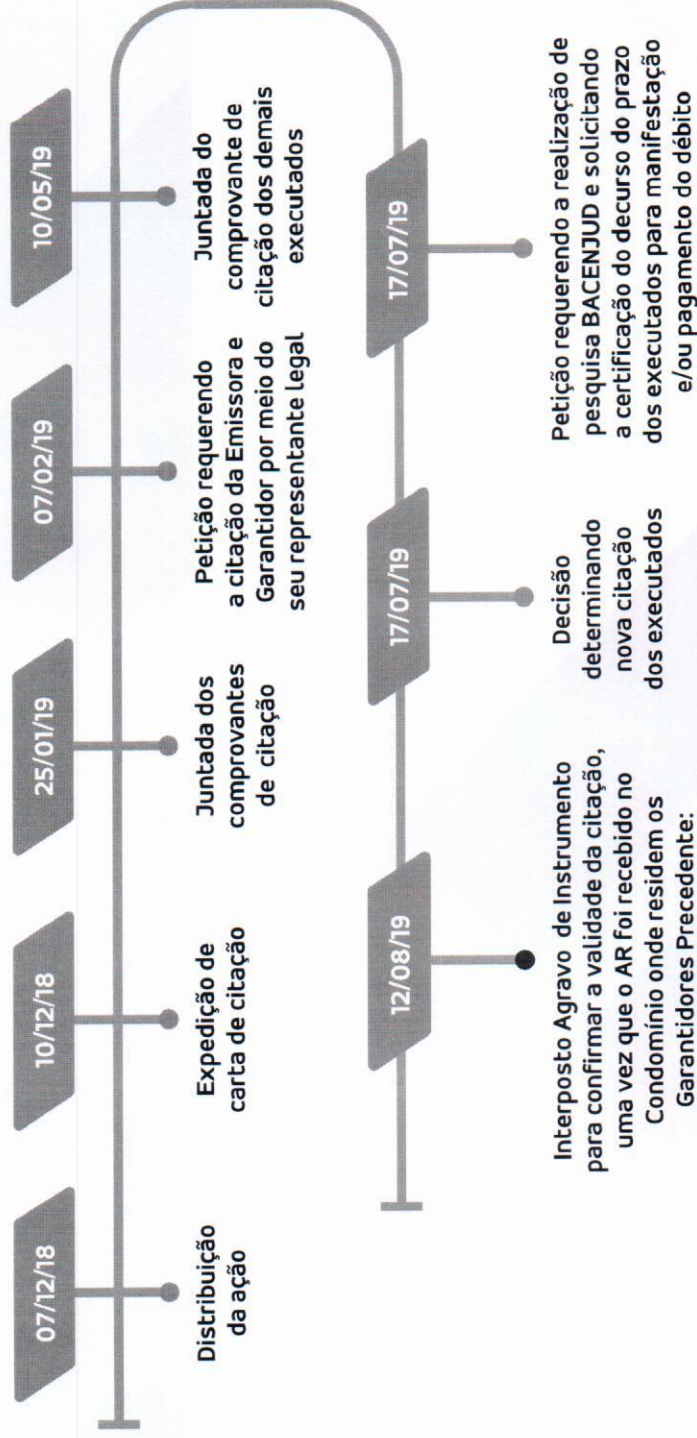 07/12/18
Distribuição
da ação
10/12/18
Expedição de
carta de citação
25/01/19
Juntada dos
comprovantes
de citação
07/02/19
Petição requerendo
a citação da Emissora e
Garantidor por meio do
seu representante legal
10/05/19
Juntada do
comprovante de
citação dos demais
executados
17/07/19
Petição requerendo a realização de
pesquisa BACENJUD e solicitando
a certificação do decurso do prazo
dos executados para manifestação
e/ou pagamento do débito
17/07/19
Decisão
determinando
nova citação
dos executados
12/08/19
Interposto Agravo de Instrumento
para confirmar a validade da citação,
uma vez que o AR foi recebido no
Condomínio onde residem os
Garantidores Precedente: